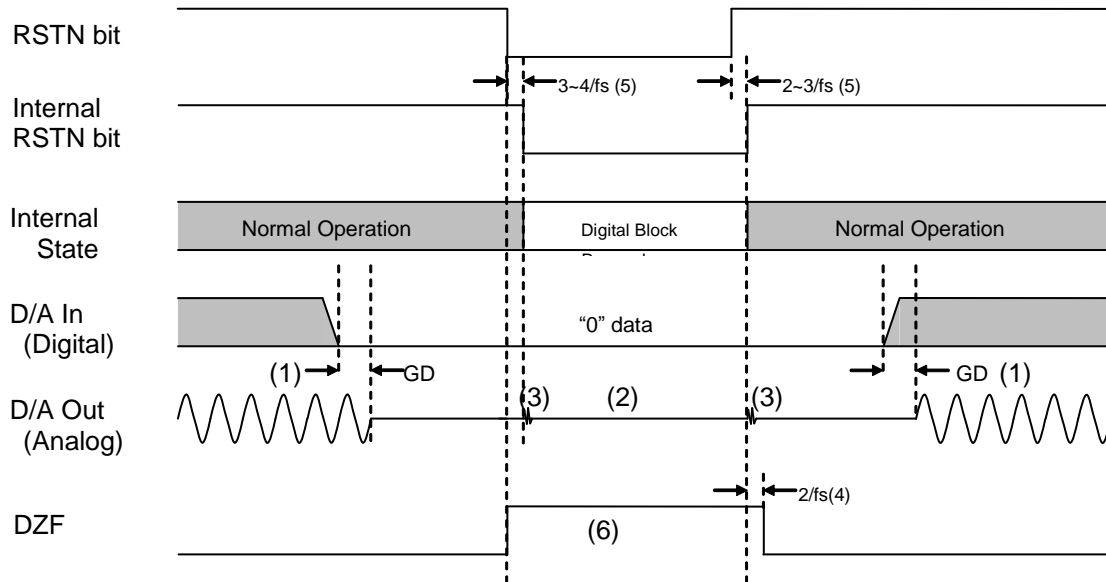 RSTN bit
3~4/fs (5)
2~3/fs (5)
Internal
RSTN bit
Internal
State
Normal Operation
Digital Block
Normal Operation
D/A In
(Digital)
“0” data
(1)
GD
GD
(1)
D/A Out
(Analog)
(3)
(2)
(3)
2/fs(4)
DZF
(6)